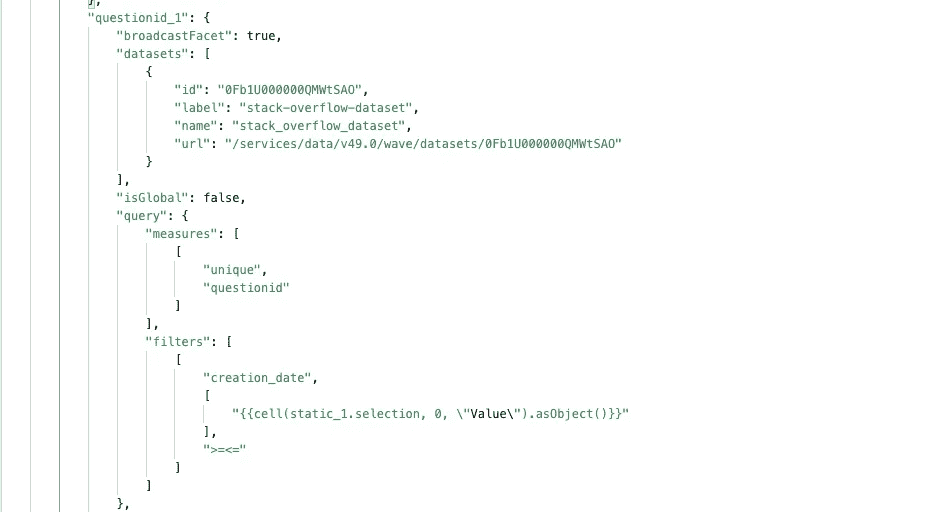 },
"questionid_1": {
"broadcastFacet": true,
"datasets": [
{
"id": "0Fb1U000000QMWtSAO",
"label": "stack-overflow-dataset",
"name": "stack_overflow_dataset",
"url": "/services/data/v49.0/wave/datasets/0Fb1U000000QMWtSAO"
}
],
"isGlobal": false,
"query": {
"measures": [
[
"unique",
"questionid"
]
],
"filters": [
[
"creation_date",
[
"{{cell(static_1.selection, 0, \"Value\").asObject()}}"
],
">=<="
]
]
},